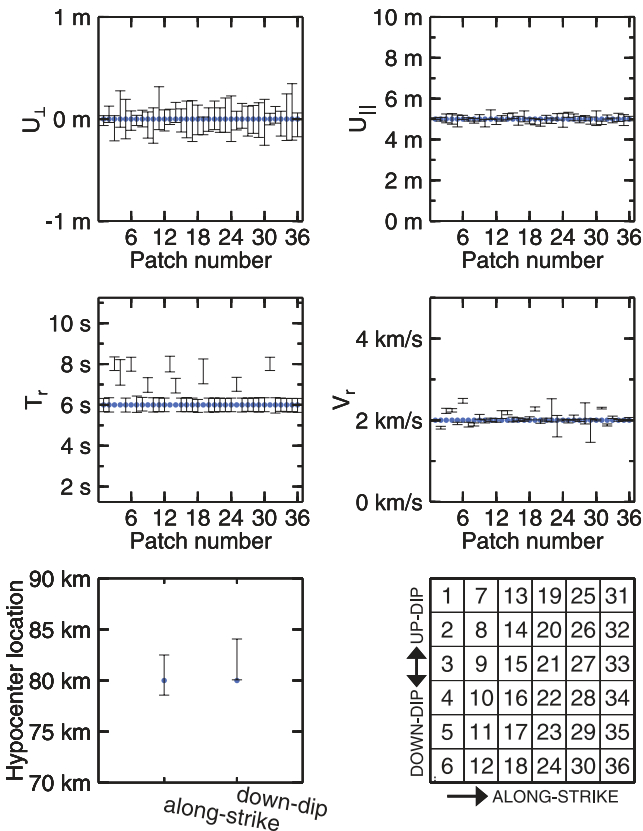 1 m
0 m
-1 m
U⊥
6 12 18 24 30 36
Patch number
10 m
8 m
6 m
4 m
2 m
0 m
U||
6 12 18 24 30 36
Patch number
10 s
8 s
6 s
4 s
2 s
Tr
6 12 18 24 30 36
Patch number
4 km/s
2 km/s
0 km/s
Vr
6 12 18 24 30 36
Patch number
90 km
85 km
80 km
75 km
70 km
Hypocenter location
along-strike
down-dip
1 7 13 19 25 31
2 8 14 20 26 32
3 9 15 21 27 33
4 10 16 22 28 34
5 11 17 23 29 35
6 12 18 24 30 36
UP-DIP
DOWN-DIP
ALONG-STRIKE